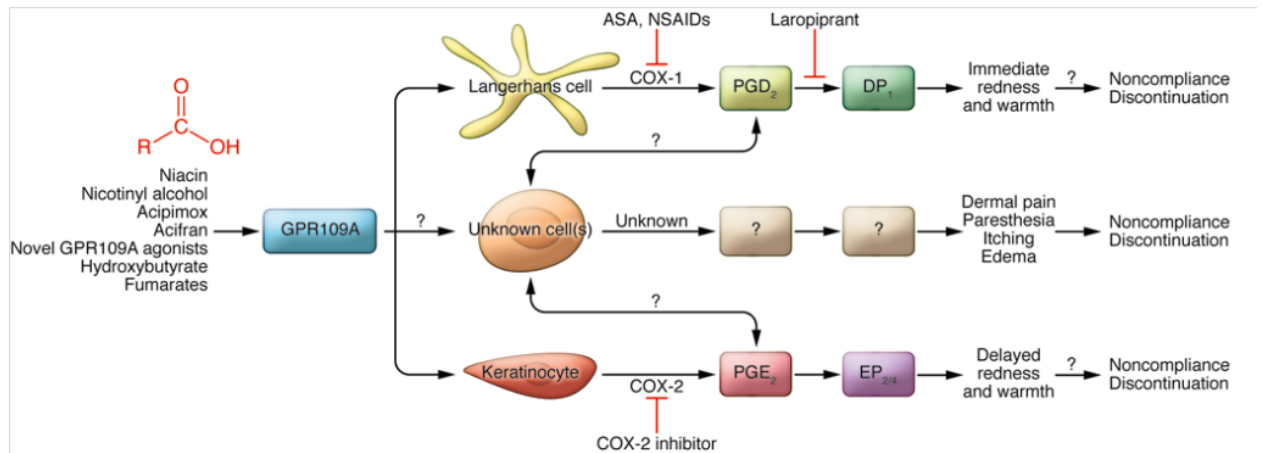 ASA, NSAIDs
Laropiprant
Langerhans cell
COX-1
PGD2
DP1
Immediate
redness
and warmth
?
Noncompliance
Discontinuation
O
C
R
OH
?
Niacin
Nicotinyl alcohol
Acipimox
Acifran
Novel GPR109A agonists
Hydroxybutyrate
Fumarates
GPR109A
?
Unknown cell(s)
Unknown
?
?
Dermal pain
Paresthesia
Itching
Edema
Noncompliance
Discontinuation
?
Keratinocyte
COX-2
PGE2
EP2/4
Delayed
redness
and warmth
?
Noncompliance
Discontinuation
COX-2 inhibitor